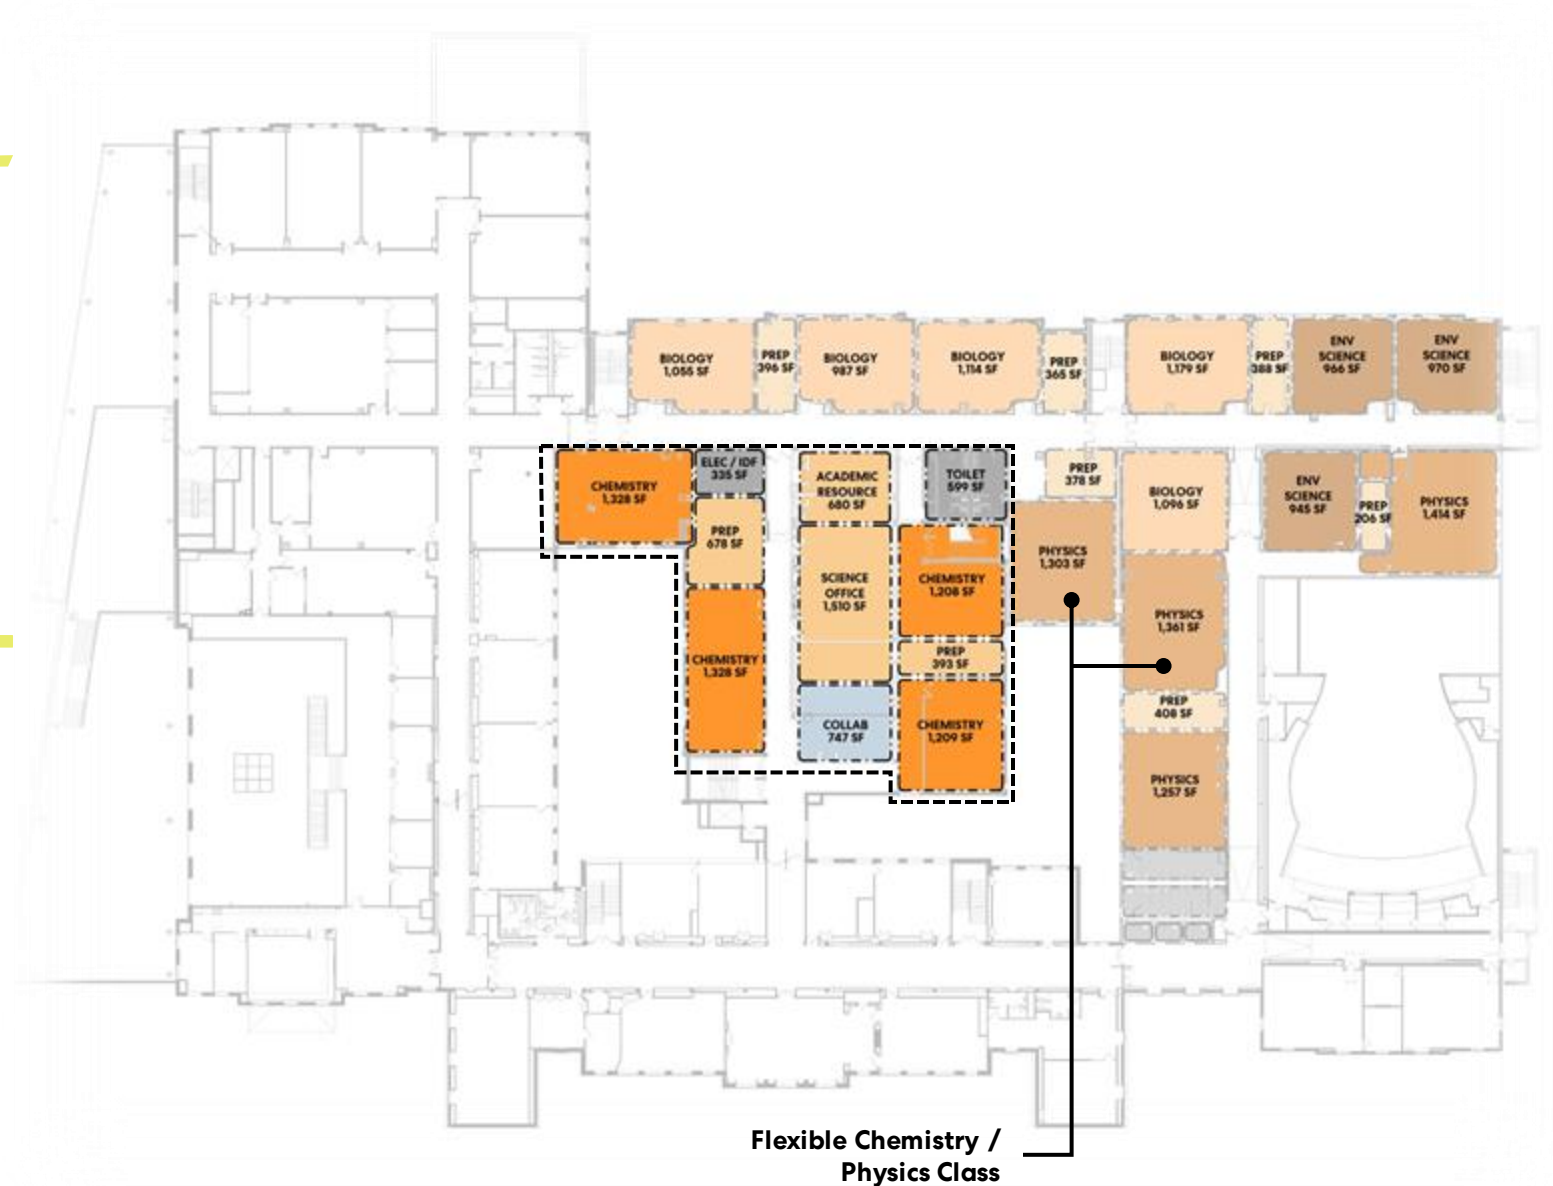 BIOLOGY
1,055 SF
PREP
396 SF
BIOLOGY
987 SF
BIOLOGY
1,114 SF
PREP
365 SF
BIOLOGY
1,179 SF
PREP
388 SF
ENV
SCIENCE
966 SF
ENV
SCIENCE
970 SF
CHEMISTRY
1,328 SF
ELEC / IDF
335 SF
PREP
678 SF
CHEMISTRY
1,328 SF
ACADEMIC
RESOURCE
680 SF
SCIENCE
OFFICE
1,510 SF
COLLAB
747 SF
TOILET
599 SF
CHEMISTRY
1,208 SF
PREP
393 SF
CHEMISTRY
1,209 SF
PREP
378 SF
PHYSICS
1,303 SF
BIOLOGY
1,096 SF
PHYSICS
1,361 SF
PREP
408 SF
PHYSICS
1,257 SF
ENV
SCIENCE
945 SF
PREP
206 SF
PHYSICS
1,414 SF
Flexible Chemistry /
Physics Class